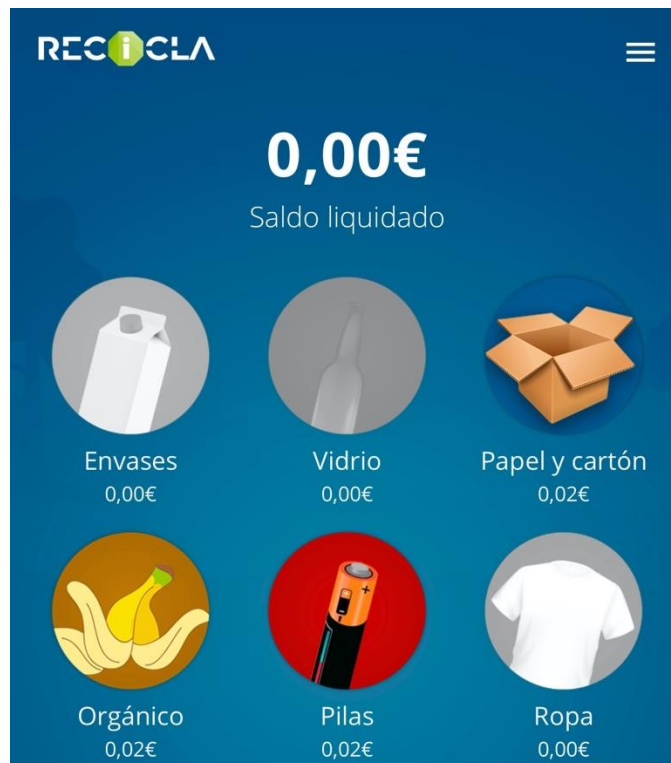 RECiCLA
0,00€
Saldo liquidado
Envases
0,00€
Vidrio
0,00€
Papel y cartón
0,02€
Orgánico
0,02€
Pilas
0,02€
Ropa
0,00€